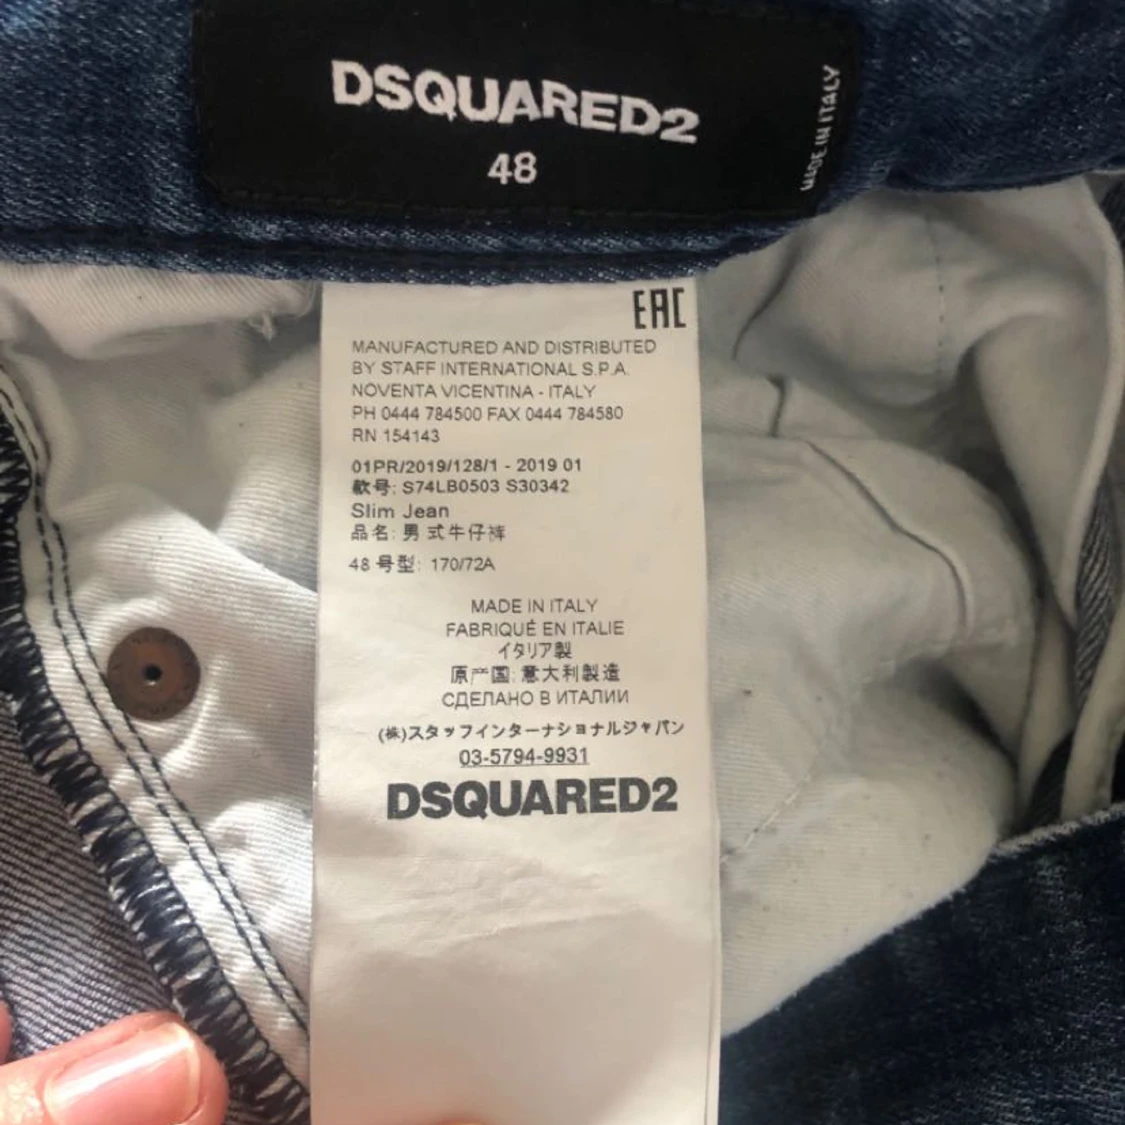 DSQUARED2
48
MADE IN ITALY
EAC
MANUFACTURED AND DISTRIBUTED
BY STAFF INTERNATIONAL S.P.A.
NOVENTA VICENTINA - ITALY
PH 0444 784500 FAX 0444 784580
RN 154143
01PR/2019/128/1 - 2019 01
款号: S74LB0503 S30342
Slim Jean
品名: 男式牛仔裤
48 号型: 170/72A
MADE IN ITALY
FABRIQUÉ EN ITALIE
イタリア製
原产国: 意大利製造
СДЕЛАНО В ИТАЛИИ
(株)スタッフインターナショナルジャパン
03-5794-9931
DSQUARED2